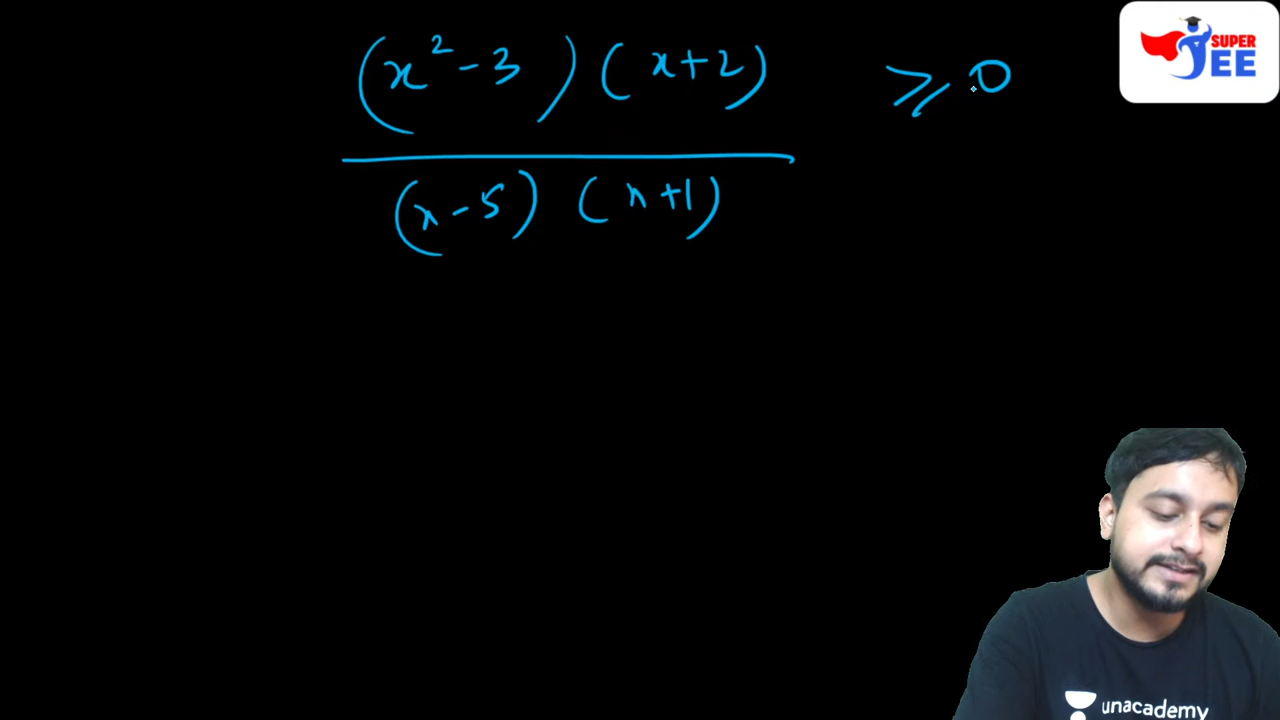 (x² - 3) (x + 2) ≥ 0
(x - 5) (x + 1)
SUPER
JEE
unacademy